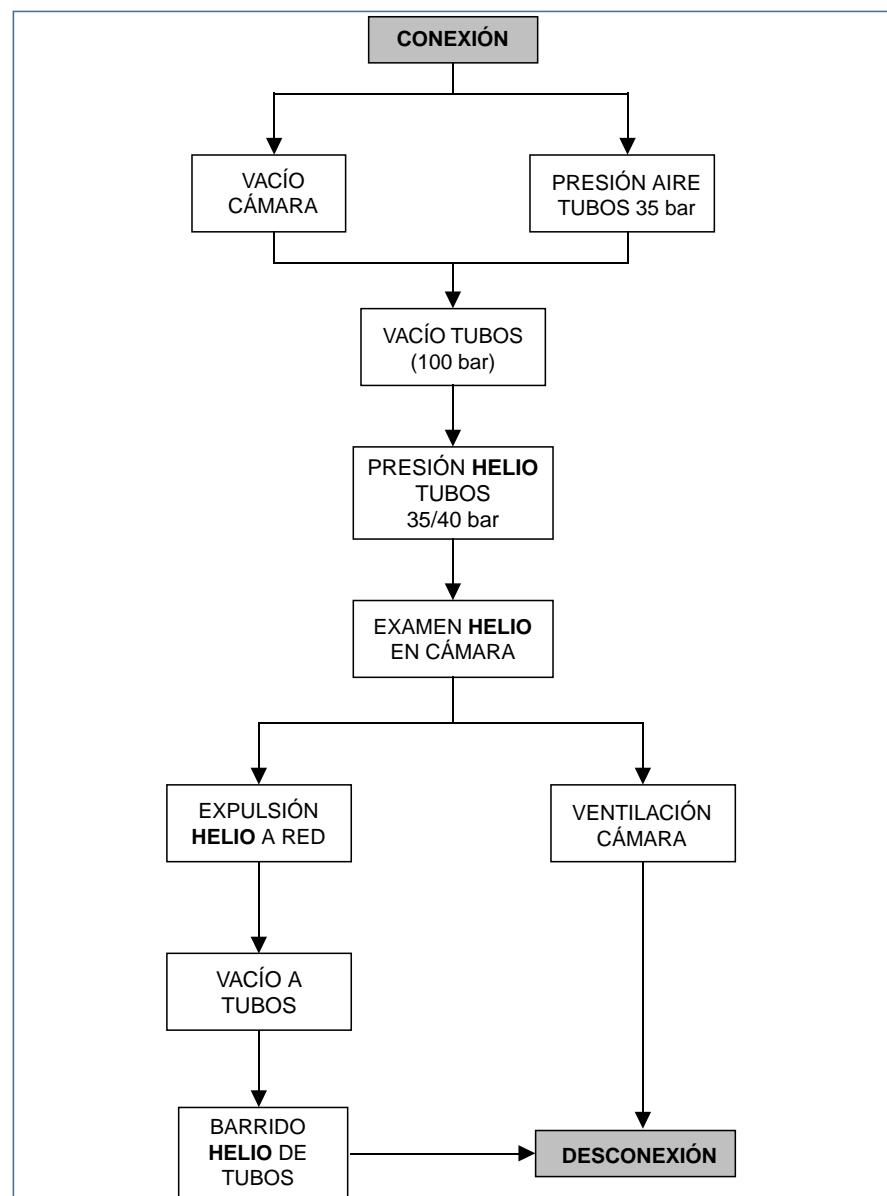 CONEXIÓN
VACÍO
CÁMARA
PRESIÓN AIRE
TUBOS 35 bar
VACÍO TUBOS
(100 bar)
PRESIÓN HELIO
TUBOS
35/40 bar
EXAMEN HELIO
EN CÁMARA
EXPULSIÓN
HELIO A RED
VENTILACIÓN
CÁMARA
VACÍO A
TUBOS
BARRIDO
HELIO DE
TUBOS
DESCONEXIÓN